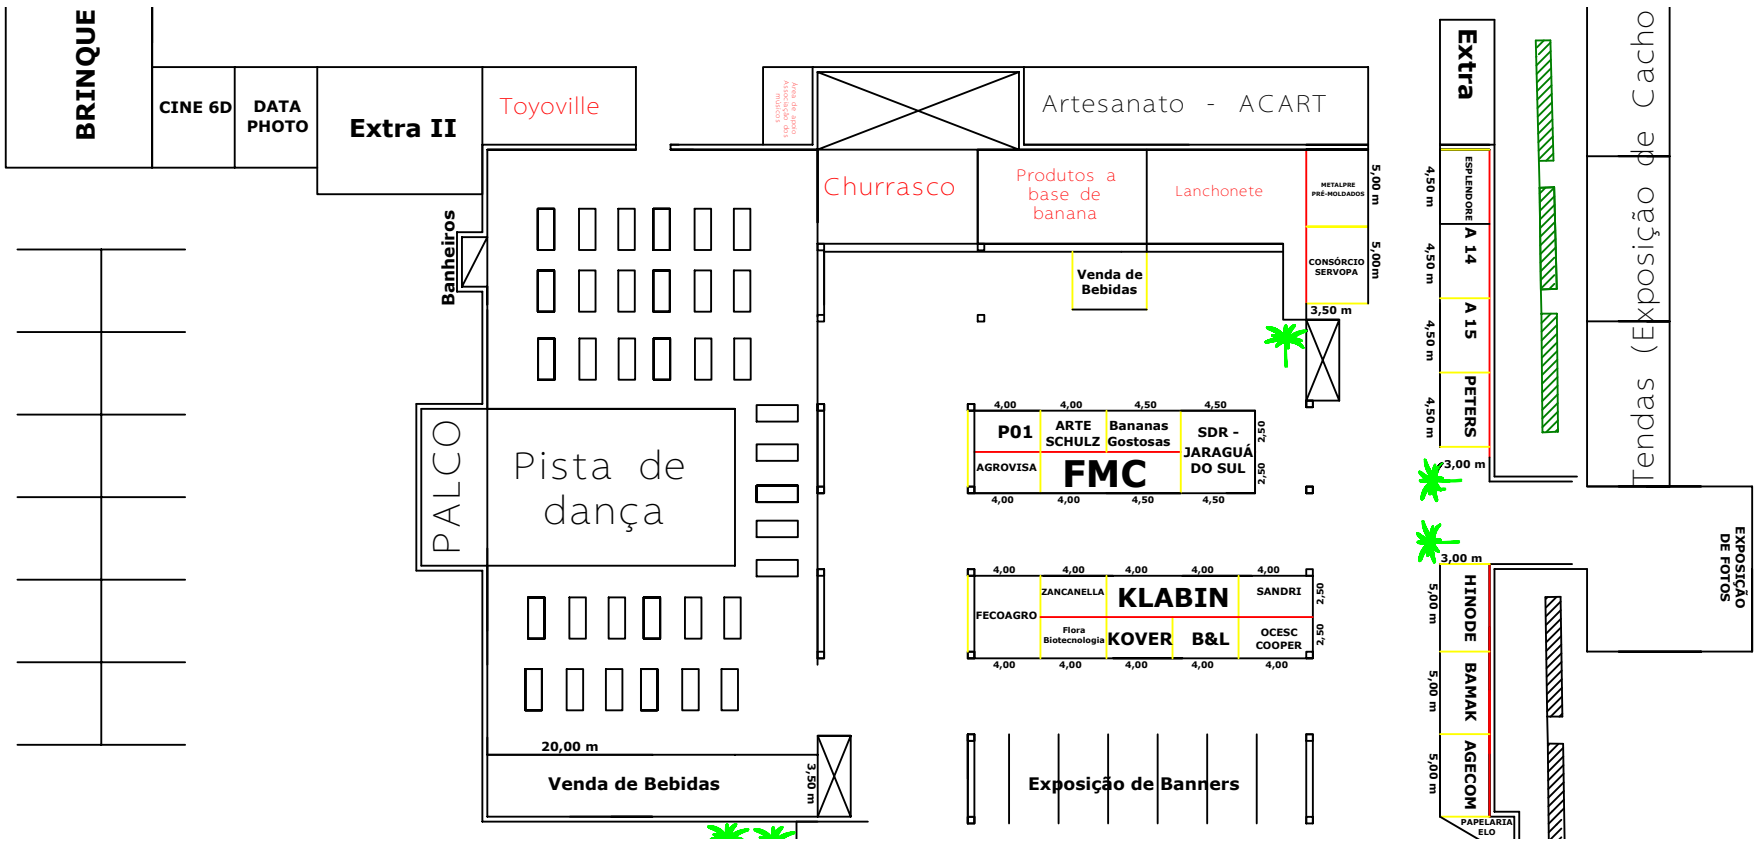 BRINQUE
CINE 6D
DATA
PHOTO
Extra II
Toyoville
Área de apoio
Associação dos
músicos
Artesanato - ACART
Churrasco
Produtos a
base de
banana
Lanchonete
METALPRE
PRÉ-MOLDADOS
5,00 m
CONSÓRCIO
SERVOPA
5,00m
3,50 m
Venda de
Bebidas
Banheiros
PALCO
Pista de
dança
20,00 m
Venda de Bebidas
3,50 m
4,00
4,00
4,50
4,50
P01
ARTE
SCHULZ
Bananas
Gostosas
SDR -
JARAGUÁ
DO SUL
2,50
2,50
AGROVISA
FMC
4,00
4,00
4,50
4,50
4,00
4,00
4,00
4,00
4,00
FECOAGRO
ZANCANELLA
KLABIN
SANDRI
2,50
2,50
Flora
Biotecnologia
KOVER
B&L
OCESC
COOPER
4,00
4,00
4,00
4,00
4,00
Exposição de Banners
Extra
ESPLENDORE
4,50 m
A 14
4,50 m
A 15
4,50 m
PETERS
4,50 m
3,00 m
3,00 m
HINODE
5,00 m
BAMAK
5,00 m
AGECOM
5,00 m
PAPELARIA
ELO
Tendas (Exposição de Cacho
EXPOSIÇÃO
DE FOTOS